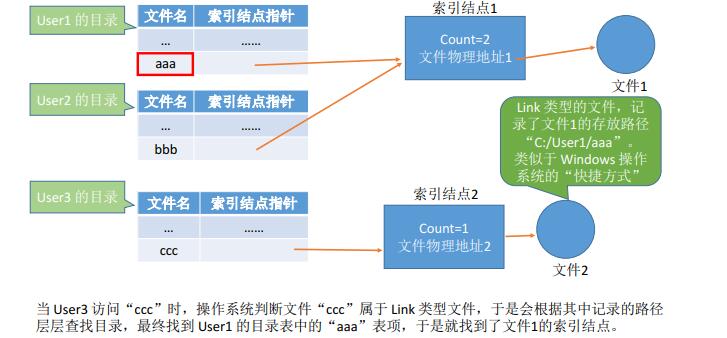 索引结点1
User1 的目录
文件名 索引结点指针
... ......
aaa
Count=2
文件物理地址1
文件1
User2 的目录
文件名 索引结点指针
... ......
bbb
Link 类型的文件，记
录了文件1的存放路径
“C:/User1/aaa”。
类似于 Windows 操作
系统的“快捷方式”
User3 的目录
文件名 索引结点指针
... ......
ccc
索引结点2
Count=1
文件物理地址2
文件2
当 User3 访问“ccc”时，操作系统判断文件“ccc”属于 Link 类型文件，于是会根据其中记录的路径
层层查找目录，最终找到 User1 的目录表中的“aaa”表项，于是就找到了文件1的索引结点。